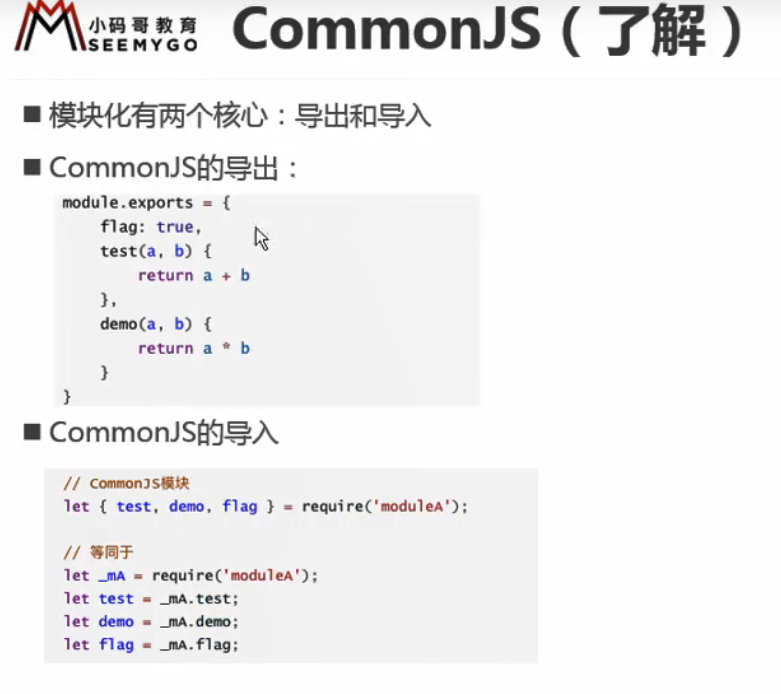 小码哥教育
SEEMYGO
CommonJS（了解）
■ 模块化有两个核心：导出和导入
■ CommonJS的导出：
module.exports = {
    flag: true,
    test(a, b) {
        return a + b
    },
    demo(a, b) {
        return a * b
    }
}
■ CommonJS的导入
// CommonJS模块
let { test, demo, flag } = require('moduleA');
// 等同于
let _mA = require('moduleA');
let test = _mA.test;
let demo = _mA.demo;
let flag = _mA.flag;